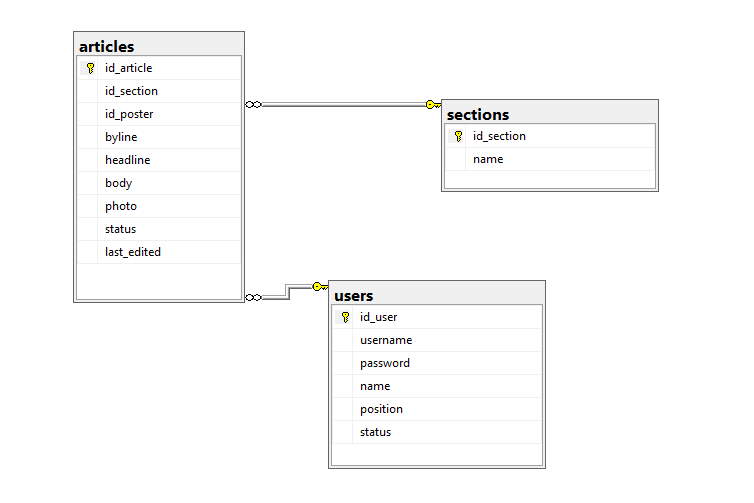 articles
id_article
id_section
id_poster
byline
headline
body
photo
status
last_edited
sections
id_section
name
users
id_user
username
password
name
position
status